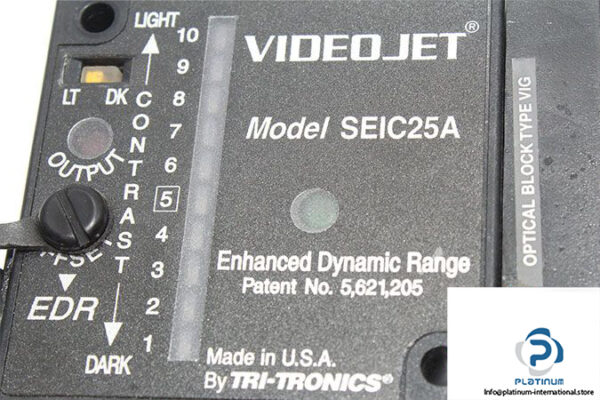 LIGHT
10
9
8
7
6
5
4
3
2
1
DARK
LT DK
CONTRAST
OUTPUT
EDR
VIDEOJET®
Model SEIC25A
Enhanced Dynamic Range
Patent No. 5,621,205
Made in U.S.A.
By TRI-TRONICS®
OPTICAL BLOCK TYPE VIG
PLATINUM
Info@platinum-international.store